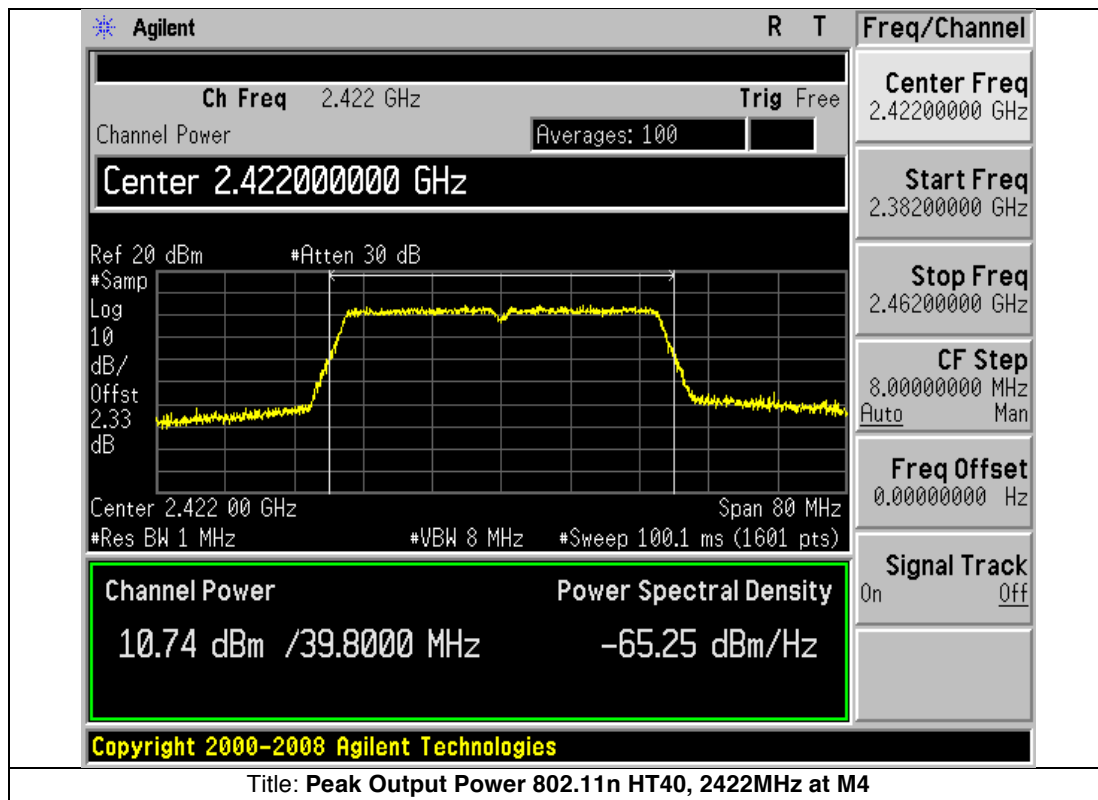 Agilent R T Freq/Channel
Ch Freq 2.422 GHz Trig Free
Channel Power Averages: 100
Center 2.422000000 GHz
Ref 20 dBm #Atten 30 dB
#Samp
Log
10
dB/
Offst
2.33
dB
Center 2.422 00 GHz Span 80 MHz
#Res BW 1 MHz #VBW 8 MHz #Sweep 100.1 ms (1601 pts)
Channel Power Power Spectral Density
10.74 dBm /39.8000 MHz -65.25 dBm/Hz
Center Freq
2.42200000 GHz
Start Freq
2.38200000 GHz
Stop Freq
2.46200000 GHz
CF Step
8.00000000 MHz
Auto Man
Freq Offset
0.00000000 Hz
Signal Track
On Off
Copyright 2000-2008 Agilent Technologies
Title: Peak Output Power 802.11n HT40, 2422MHz at M4